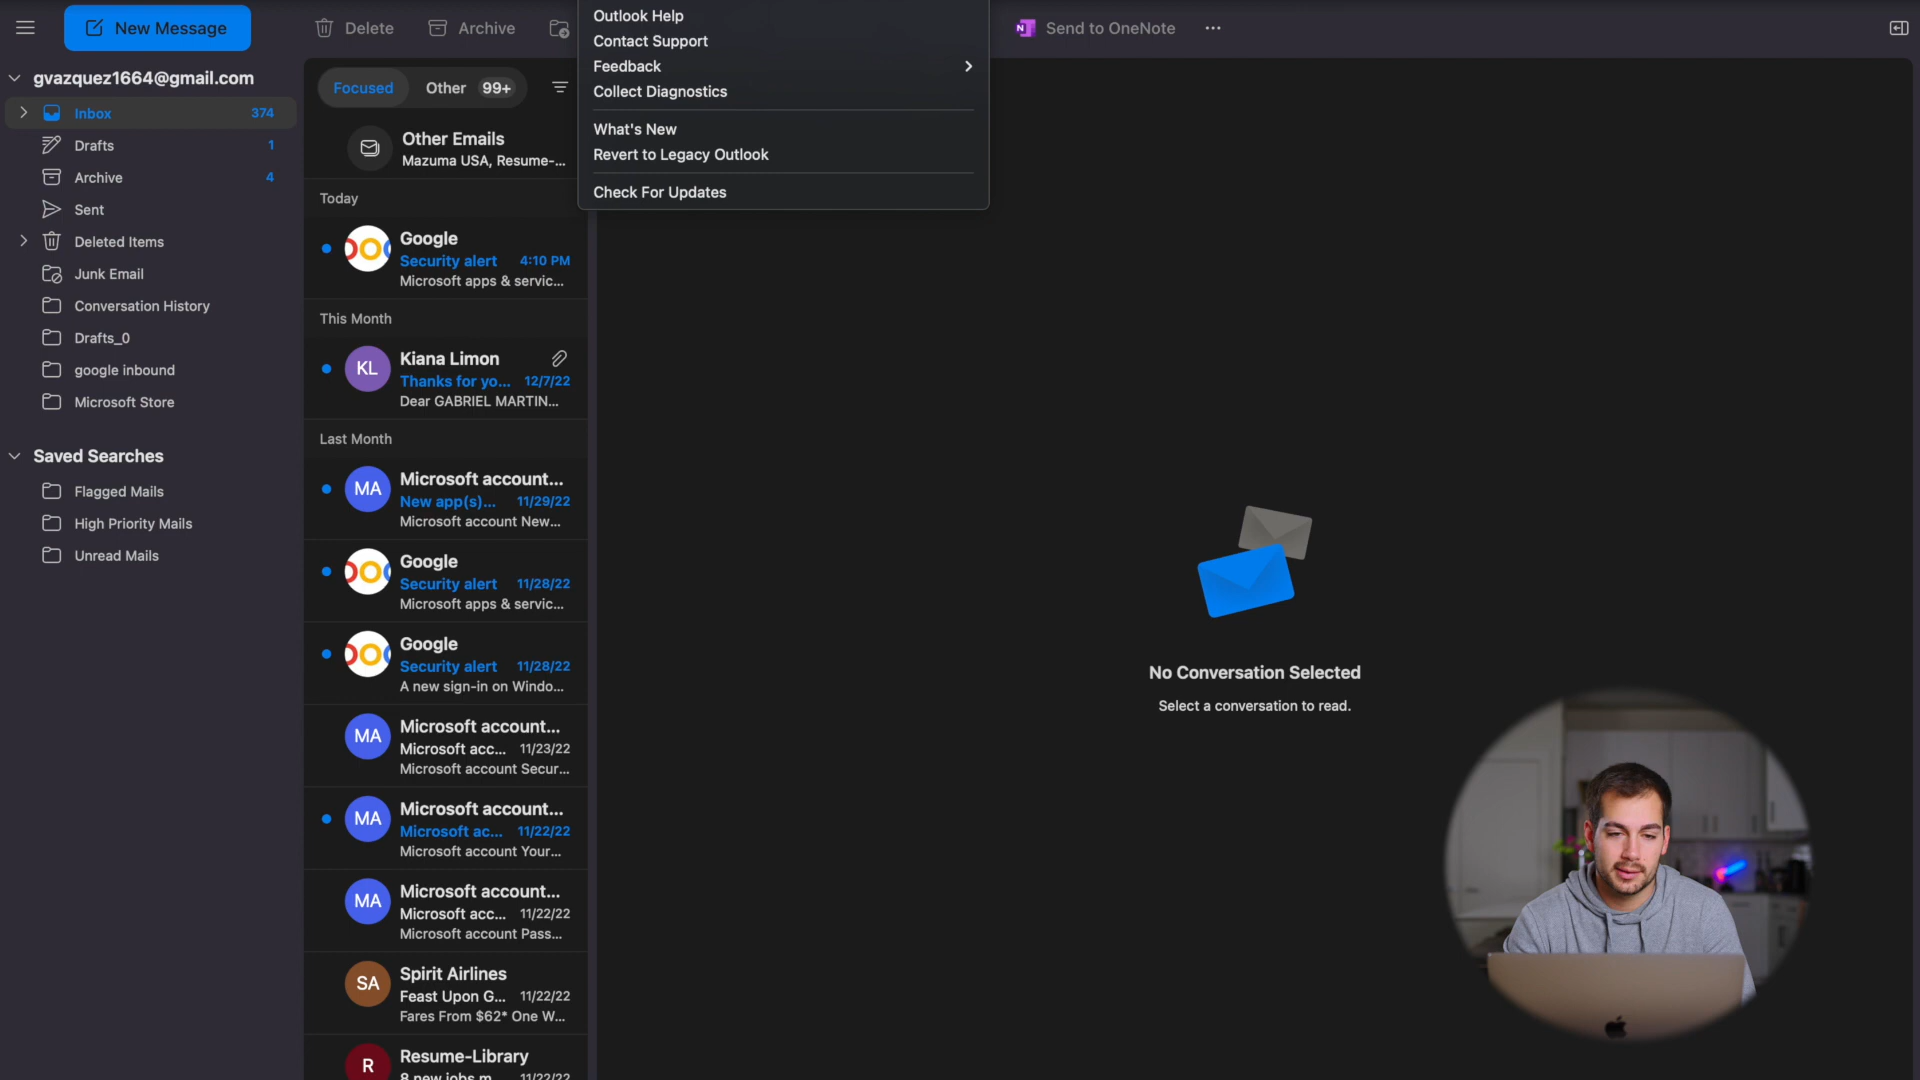 New Message
Delete
Archive
Outlook Help
Contact Support
Feedback
Collect Diagnostics
What's New
Revert to Legacy Outlook
Check For Updates
Send to OneNote
gvazquez1664@gmail.com
Inbox 374
Drafts 1
Archive 4
Sent
Deleted Items
Junk Email
Conversation History
Drafts_0
google inbound
Microsoft Store
Saved Searches
Flagged Mails
High Priority Mails
Unread Mails
Focused Other 99+
Other Emails
Mazuma USA, Resume-...
Today
Google
Security alert 4:10 PM
Microsoft apps & servic...
This Month
KL
Kiana Limon
Thanks for yo... 12/7/22
Dear GABRIEL MARTIN...
Last Month
MA
Microsoft account...
New app(s)... 11/29/22
Microsoft account New...
Google
Security alert 11/28/22
Microsoft apps & servic...
Google
Security alert 11/28/22
A new sign-in on Windo...
MA
Microsoft account...
Microsoft acc... 11/23/22
Microsoft account Secur...
MA
Microsoft account...
Microsoft ac... 11/22/22
Microsoft account Your...
MA
Microsoft account...
Microsoft acc... 11/22/22
Microsoft account Pass...
SA
Spirit Airlines
Feast Upon G... 11/22/22
Fares From $62* One W...
R
Resume-Library
8 new jobs m... 11/22/22
No Conversation Selected
Select a conversation to read.